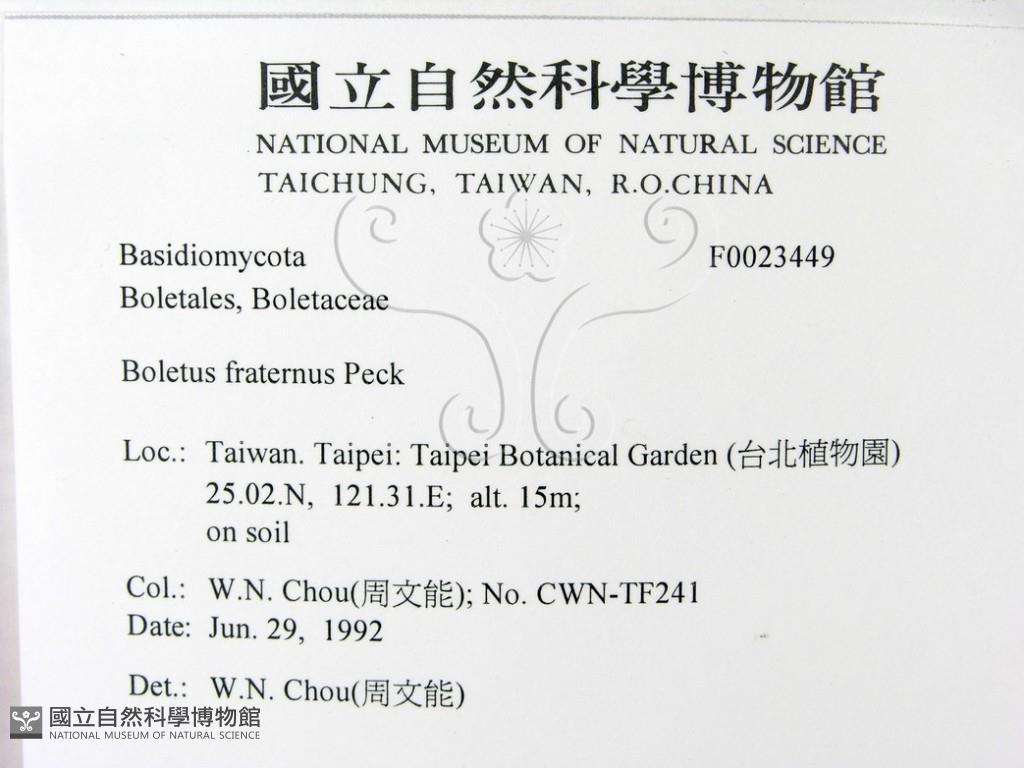 國立自然科學博物館
NATIONAL MUSEUM OF NATURAL SCIENCE
TAICHUNG, TAIWAN, R.O.CHINA
Basidiomycota F0023449
Boletales, Boletaceae
Boletus fraternus Peck
Loc.: Taiwan. Taipei: Taipei Botanical Garden (台北植物園)
25.02.N, 121.31.E; alt. 15m;
on soil
Col.: W.N. Chou(周文能); No. CWN-TF241
Date: Jun. 29, 1992
Det.: W.N. Chou(周文能)
國立自然科學博物館
NATIONAL MUSEUM OF NATURAL SCIENCE